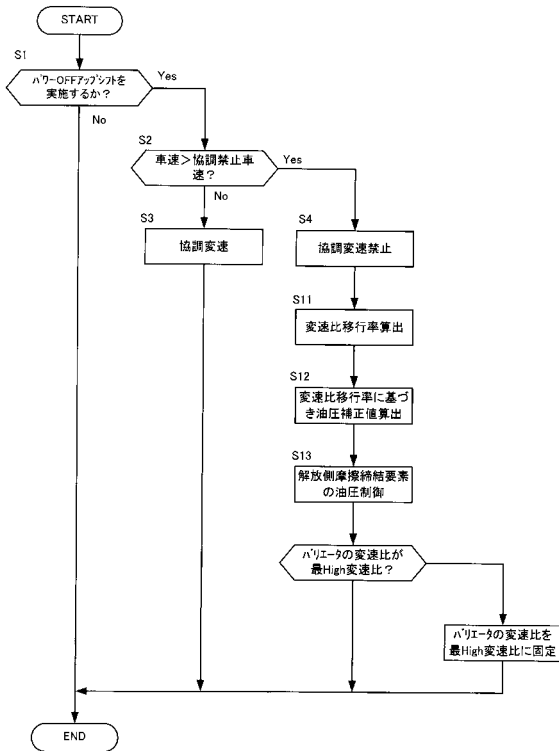 START
S1
パワーOFFアップシフトを
実施するか？
Yes
No
S2
車速＞協調禁止車
速？
Yes
No
S3
協調変速
S4
協調変速禁止
S11
変速比移行率算出
S12
変速比移行率に基づ
き油圧補正値算出
S13
解放側摩擦締結要素
の油圧制御
バリエータの変速比が
最High変速比？
バリエータの変速比を
最High変速比に固定
END